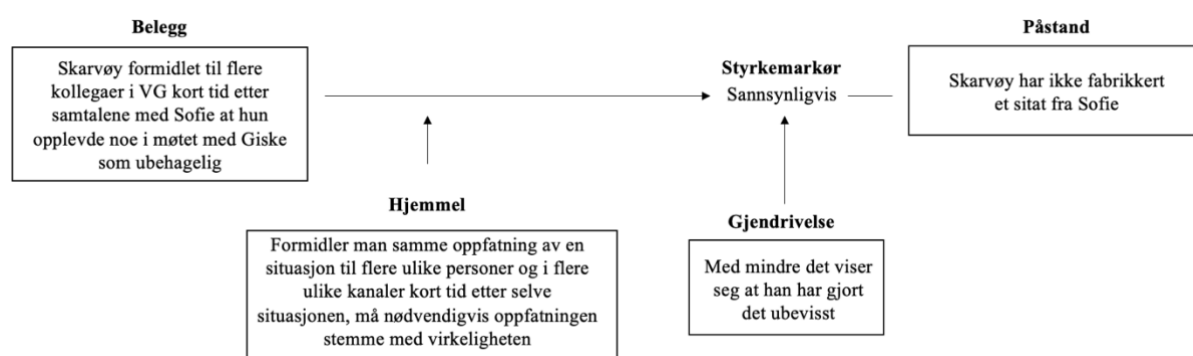 Belegg
Skarvøy formidlet til flere
kollegaer i VG kort tid etter
samtalene med Sofie at hun
opplevde noe i møtet med Giske
som ubehagelig
Styrkemarkør
Sannsynligvis
Påstand
Skarvøy har ikke fabrikkert
et sitat fra Sofie
Hjemmel
Formidler man samme oppfatning av en
situasjon til flere ulike personer og i flere
ulike kanaler kort tid etter selve
situasjonen, må nødvendigvis oppfatningen
stemme med virkeligheten
Gjendrivelse
Med mindre det viser
seg at han har gjort
det ubevisst